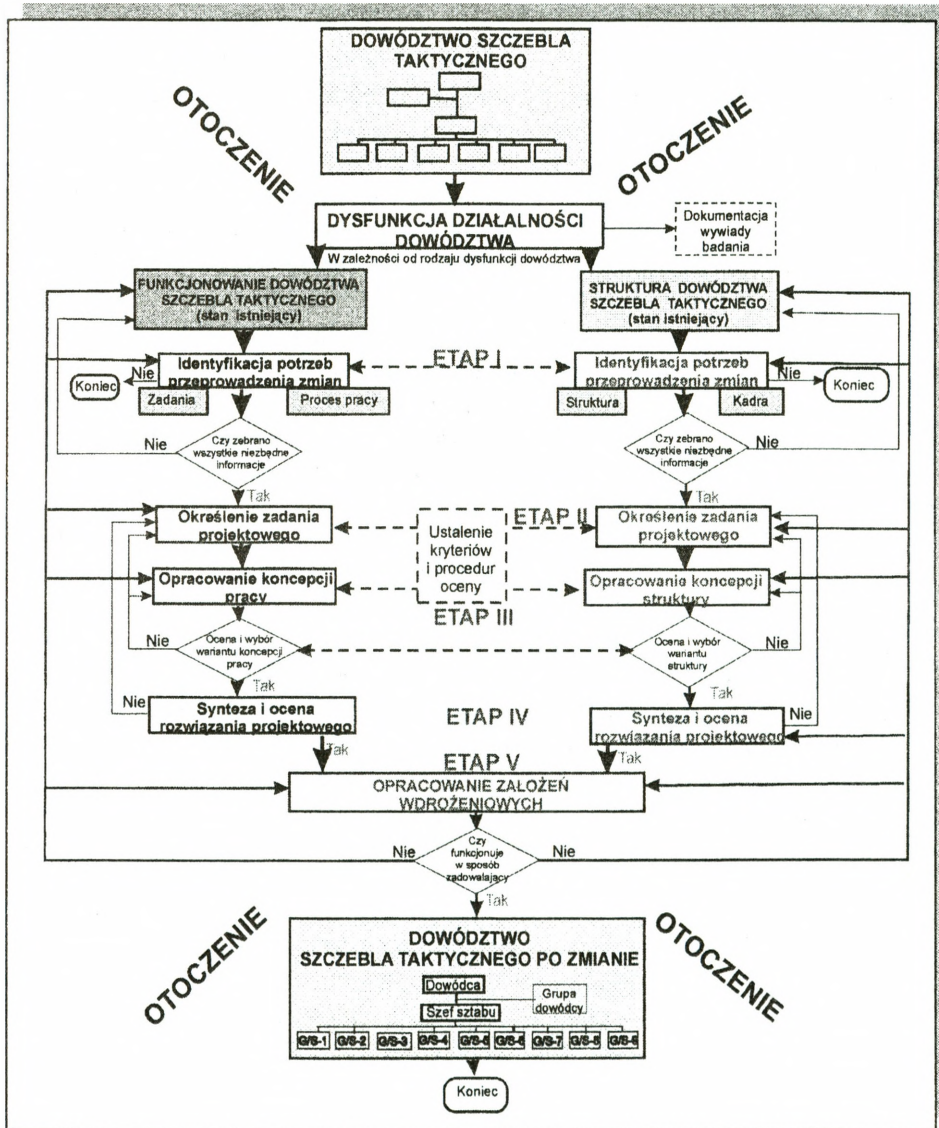 DOWÓDZTWO SZCZEBLA
TAKTYCZNEGO
OTOCZENIE
OTOCZENIE
DYSFUNKCJA DZIAŁALNOŚCI
DOWÓDZTWA
W zależności od rodzaju dysfunkcji dowództwa
Dokumentacja
wywiady
badania
FUNKCJONOWANIE DOWÓDZTWA
SZCZEBLA TAKTYCZNEGO
(stan istniejący)
STRUKTURA DOWÓDZTWA
SZCZEBLA TAKTYCZNEGO
(stan istniejący)
ETAP I
Identyfikacja potrzeb
przeprowadzenia zmian
Nie
Koniec
Zadania
Proces pracy
Identyfikacja potrzeb
przeprowadzenia zmian
Nie
Koniec
Struktura
Kadra
Nie
Czy zebrano
wszystkie niezbędne
informacje
Tak
Czy zebrano
wszystkie niezbędne
informacje
Nie
Tak
ETAP II
Określenie zadania
projektowego
Ustalenie
kryteriów
i procedur
oceny
Określenie zadania
projektowego
Opracowanie koncepcji
pracy
Opracowanie koncepcji
struktury
ETAP III
Nie
Ocena i wybór
wariantu koncepcji
pracy
Tak
Ocena i wybór
wariantu
struktury
Nie
Tak
Nie
Synteza i ocena
rozwiązania projektowego
ETAP IV
Synteza i ocena
rozwiązania projektowego
Nie
Tak
Tak
ETAP V
OPRACOWANIE ZAŁOŻEŃ
WDROŻENIOWYCH
Nie
Czy
funkcjonuje
w sposób
zadowalający
Nie
Tak
OTOCZENIE
OTOCZENIE
DOWÓDZTWO
SZCZEBLA TAKTYCZNEGO PO ZMIANIE
Dowódca
Grupa
dowódcy
Szef sztabu
G/S-1 G/S-2 G/S-3 G/S-4 G/S-5 G/S-6 G/S-7 G/S-8 G/S-9
Koniec